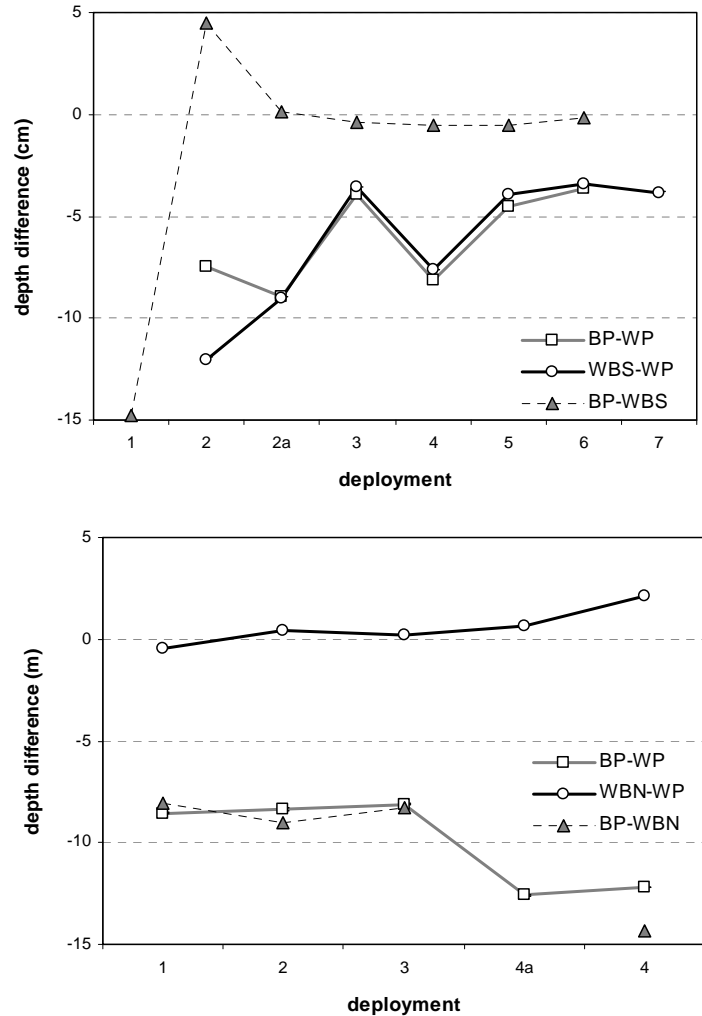 5
0
-5
-10
-15
depth difference (cm)
BP-WP
WBS-WP
BP-WBS
1 2 2a 3 4 5 6 7
deployment
5
0
-5
-10
-15
depth difference (m)
BP-WP
WBN-WP
BP-WBN
1 2 3 4a 4
deployment